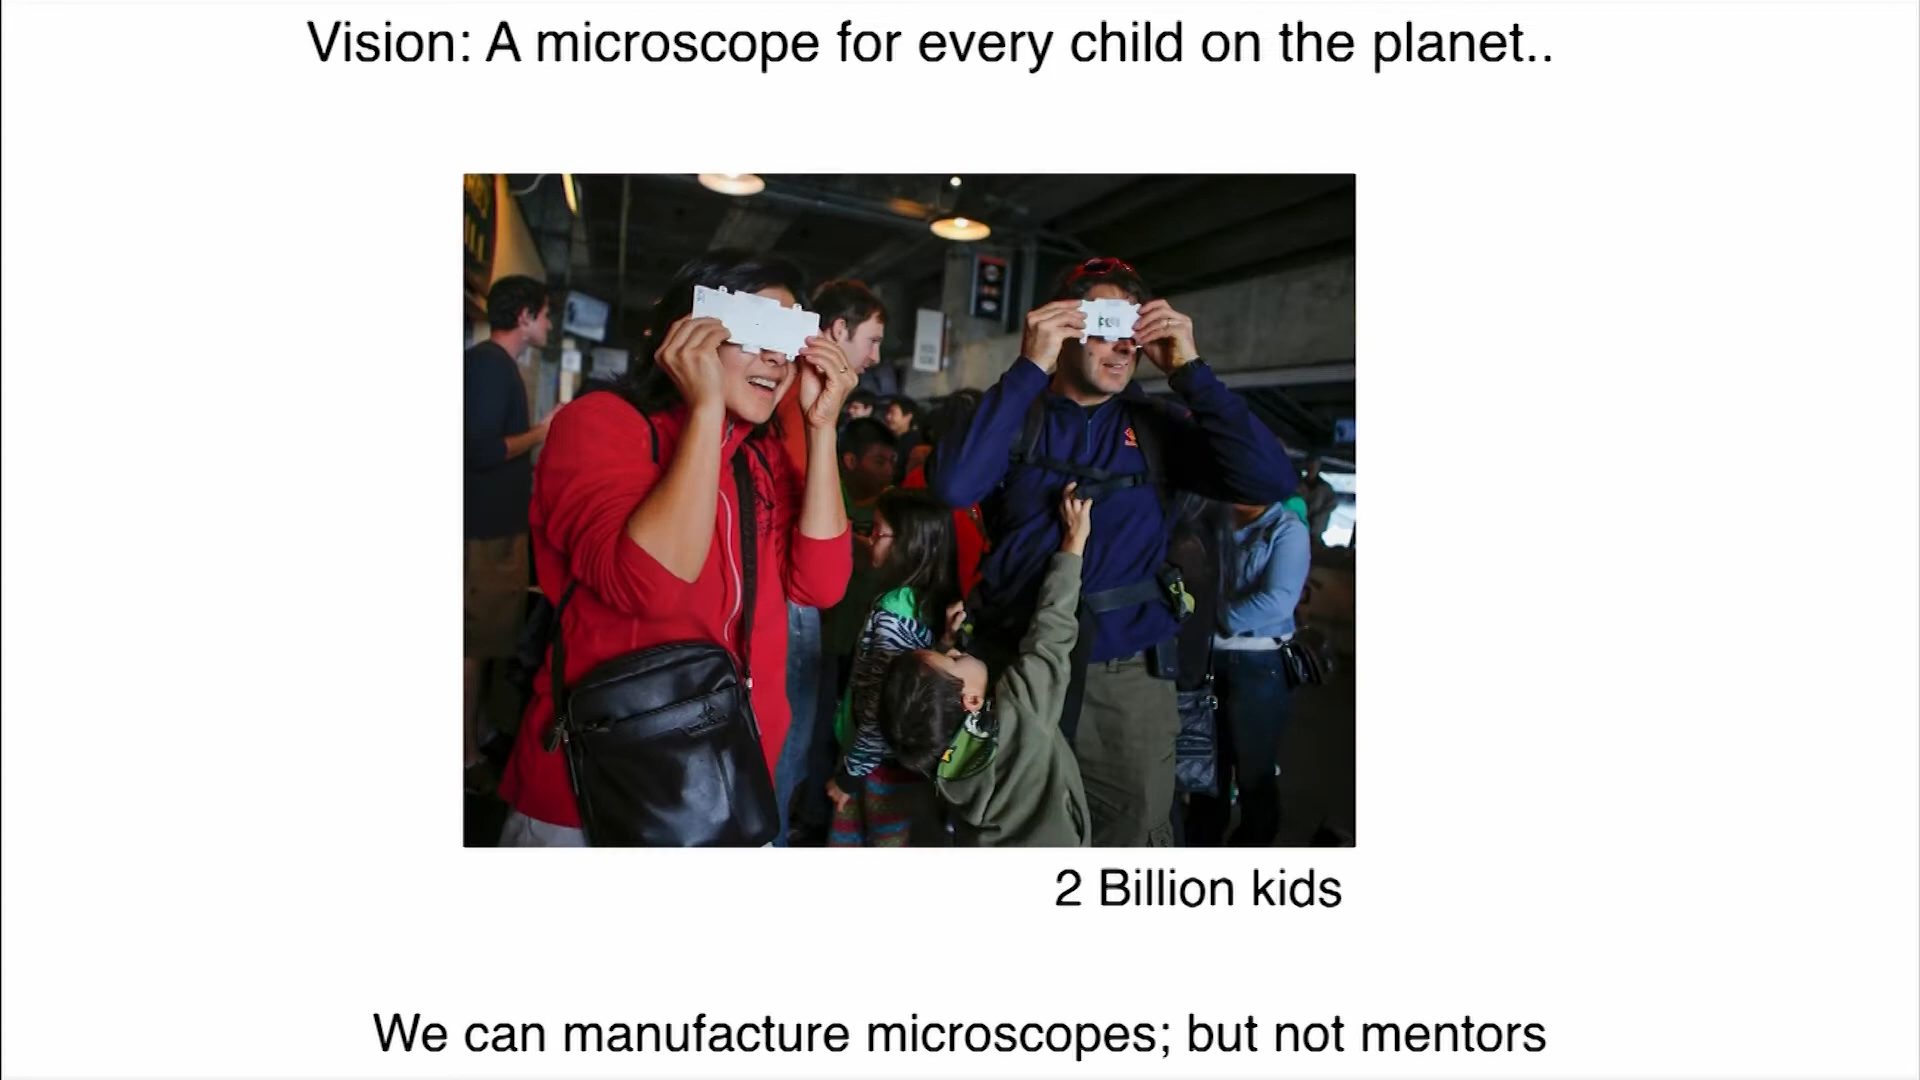 Vision: A microscope for every child on the planet..
2 Billion kids
We can manufacture microscopes; but not mentors